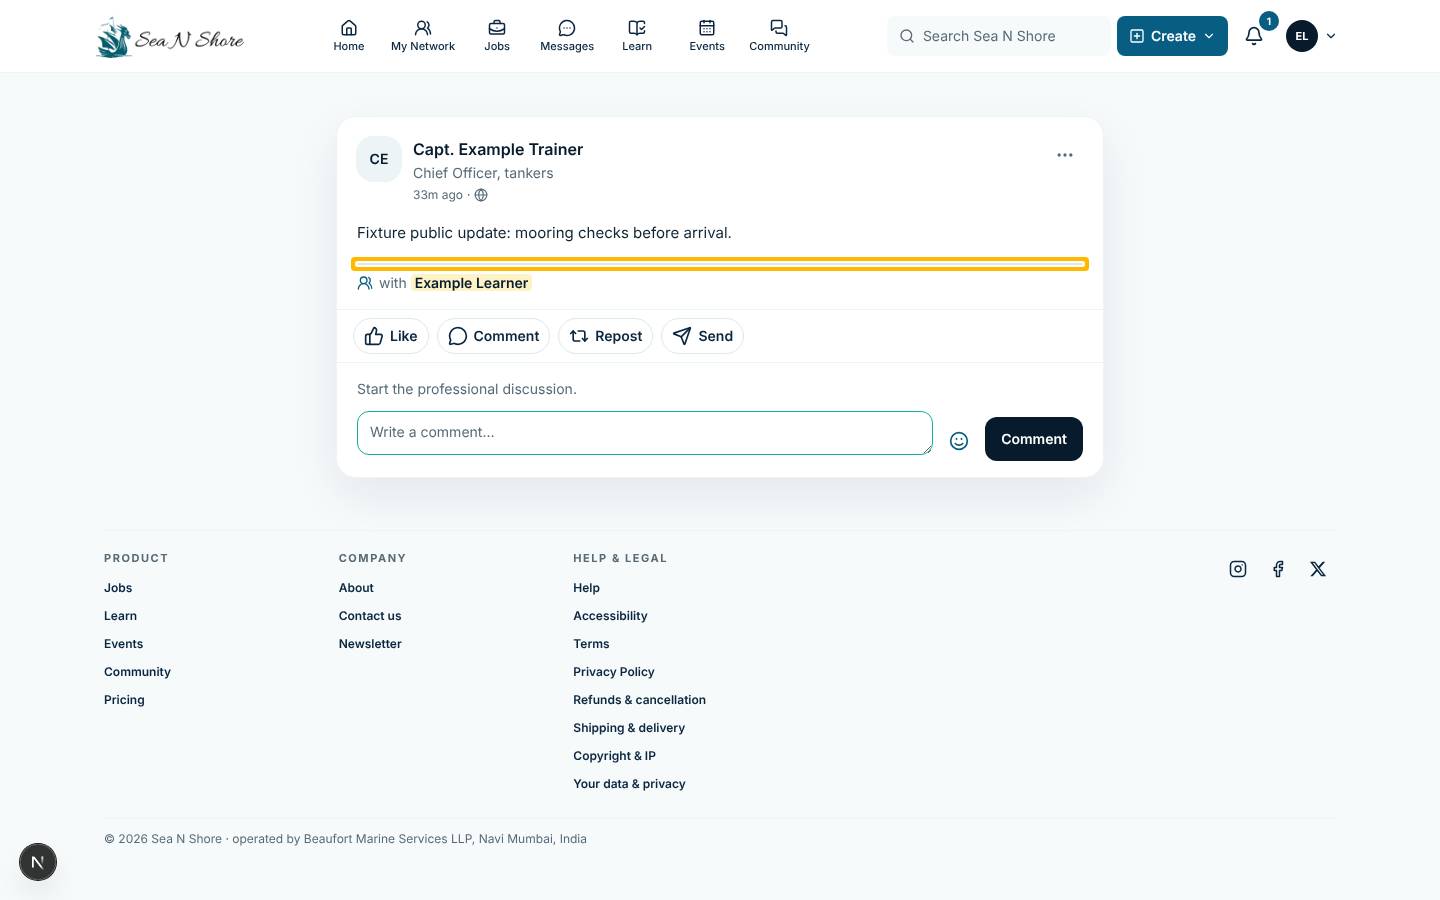 Sea N Shore
Home
My Network
Jobs
Messages
Learn
Events
Community
Search Sea N Shore
Create
1
EL
CE
Capt. Example Trainer
Chief Officer, tankers
33m ago ·
Fixture public update: mooring checks before arrival.
with Example Learner
Like
Comment
Repost
Send
Start the professional discussion.
Write a comment...
Comment
PRODUCT
Jobs
Learn
Events
Community
Pricing
COMPANY
About
Contact us
Newsletter
HELP & LEGAL
Help
Accessibility
Terms
Privacy Policy
Refunds & cancellation
Shipping & delivery
Copyright & IP
Your data & privacy
© 2026 Sea N Shore · operated by Beaufort Marine Services LLP, Navi Mumbai, India
N